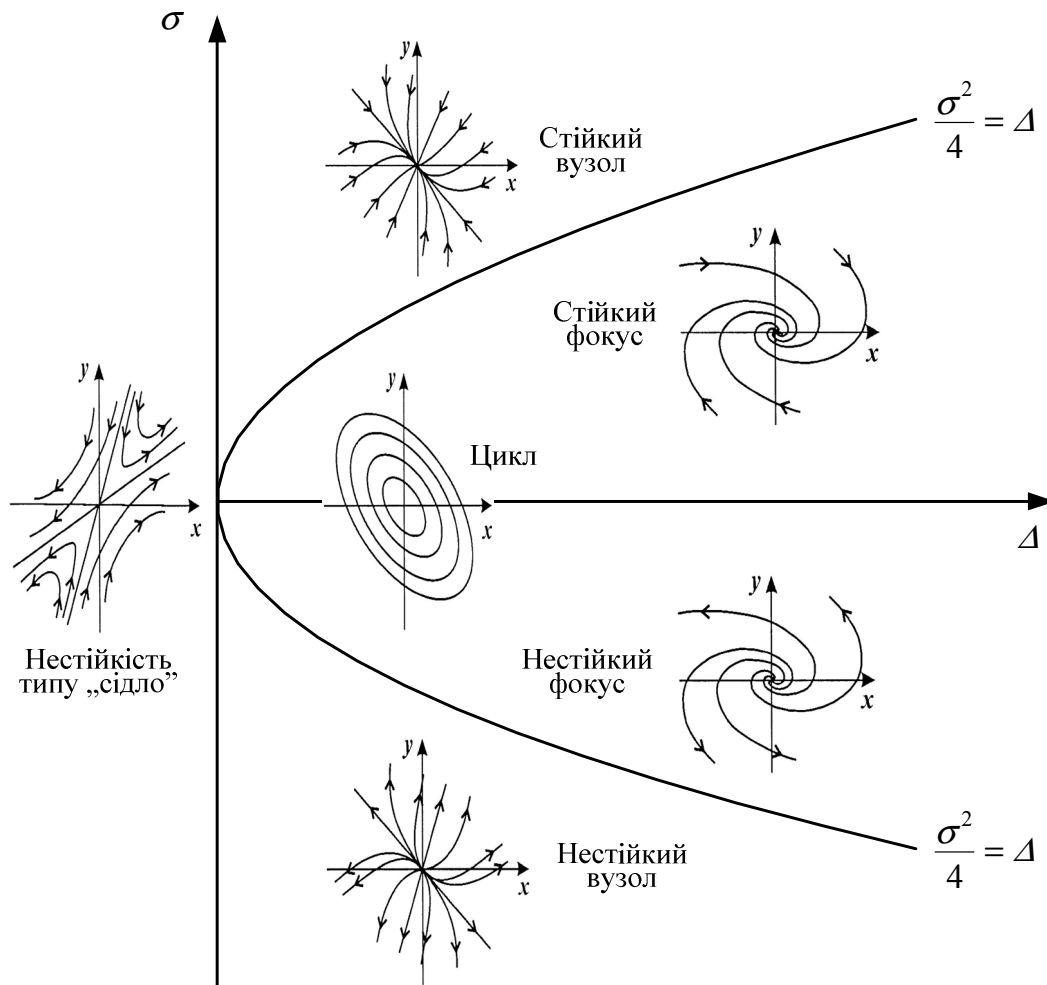 σ
y
x
Стійкий
вузол
σ²/4 = Δ
y
x
Стійкий
фокус
y
x
y
x
Цикл
Δ
Нестійкість
типу „сідло”
y
x
Нестійкий
фокус
y
x
Нестійкий
вузол
σ²/4 = Δ